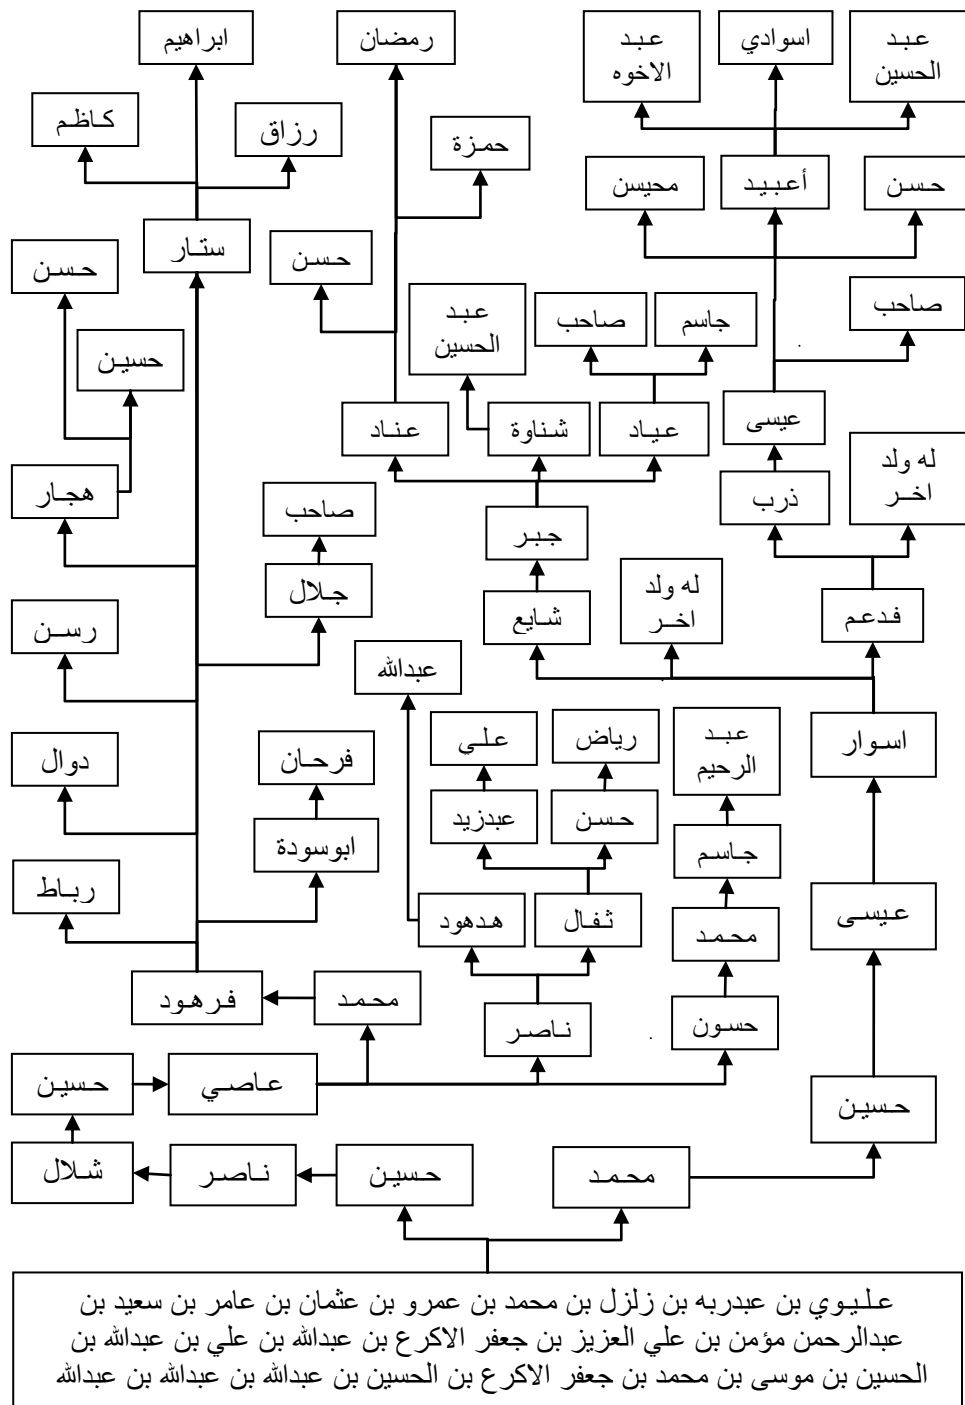 ابراهيم
رمضان
عبد
الاخوه
اسوادي
عبد
الحسين
كاظم
رزاق
حمزة
محيسن
أعبيد
حسن
ستار
حسن
حسن
عبد
الحسين
صاحب
جاسم
صاحب
حسين
عناد
شناوة
عياد
عيسى
له ولد
اخر
هجار
صاحب
جبر
ذرب
جلال
شايع
له ولد
اخر
فدعم
رسن
عبدالله
دوال
فرحان
علي
رياض
عبد
الرحيم
اسوار
ابوسودة
عبدزيد
حسن
جاسم
رباط
هدهود
ثفال
محمد
عيسى
فرهود
محمد
ناصر
حسون
حسين
عاصي
حسين
شلال
ناصر
حسين
محمد
عليوي بن عبدربه بن زلزل بن محمد بن عمرو بن عثمان بن عامر بن سعيد بن
عبدالرحمن مؤمن بن علي العزيز بن جعفر الاكرع بن عبدالله بن علي بن عبدالله بن
الحسين بن موسى بن محمد بن جعفر الاكرع بن الحسين بن عبدالله بن عبدالله بن عبدالله